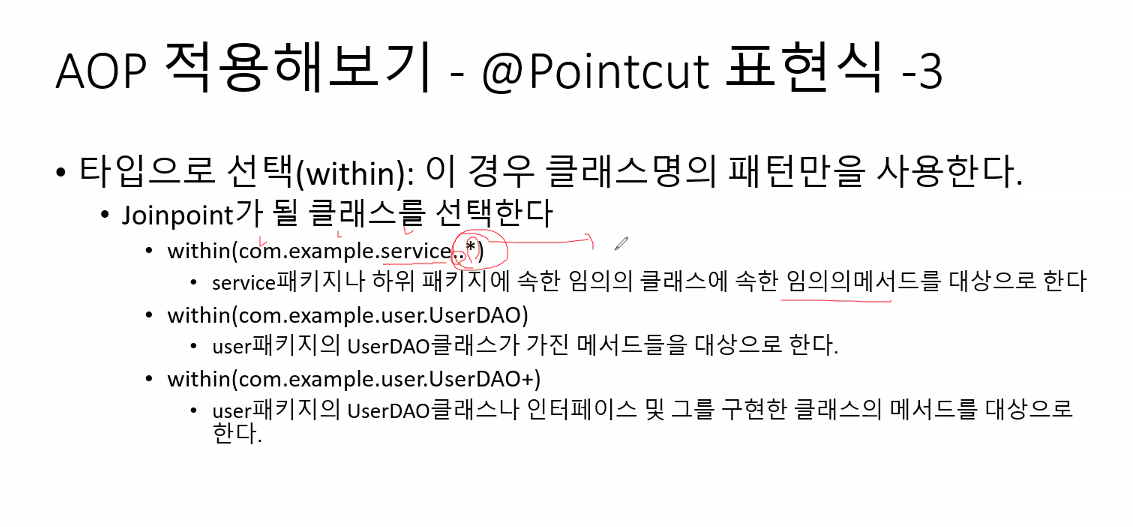 AOP 적용해보기 - @Pointcut 표현식 -3
• 타입으로 선택(within): 이 경우 클래스명의 패턴만을 사용한다.
• Joinpoint가 될 클래스를 선택한다
• within(com.example.service..*)
• service패키지나 하위 패키지에 속한 임의의 클래스에 속한 임의의메서드를 대상으로 한다
• within(com.example.user.UserDAO)
• user패키지의 UserDAO클래스가 가진 메서드들을 대상으로 한다.
• within(com.example.user.UserDAO+)
• user패키지의 UserDAO클래스나 인터페이스 및 그를 구현한 클래스의 메서드를 대상으로
한다.